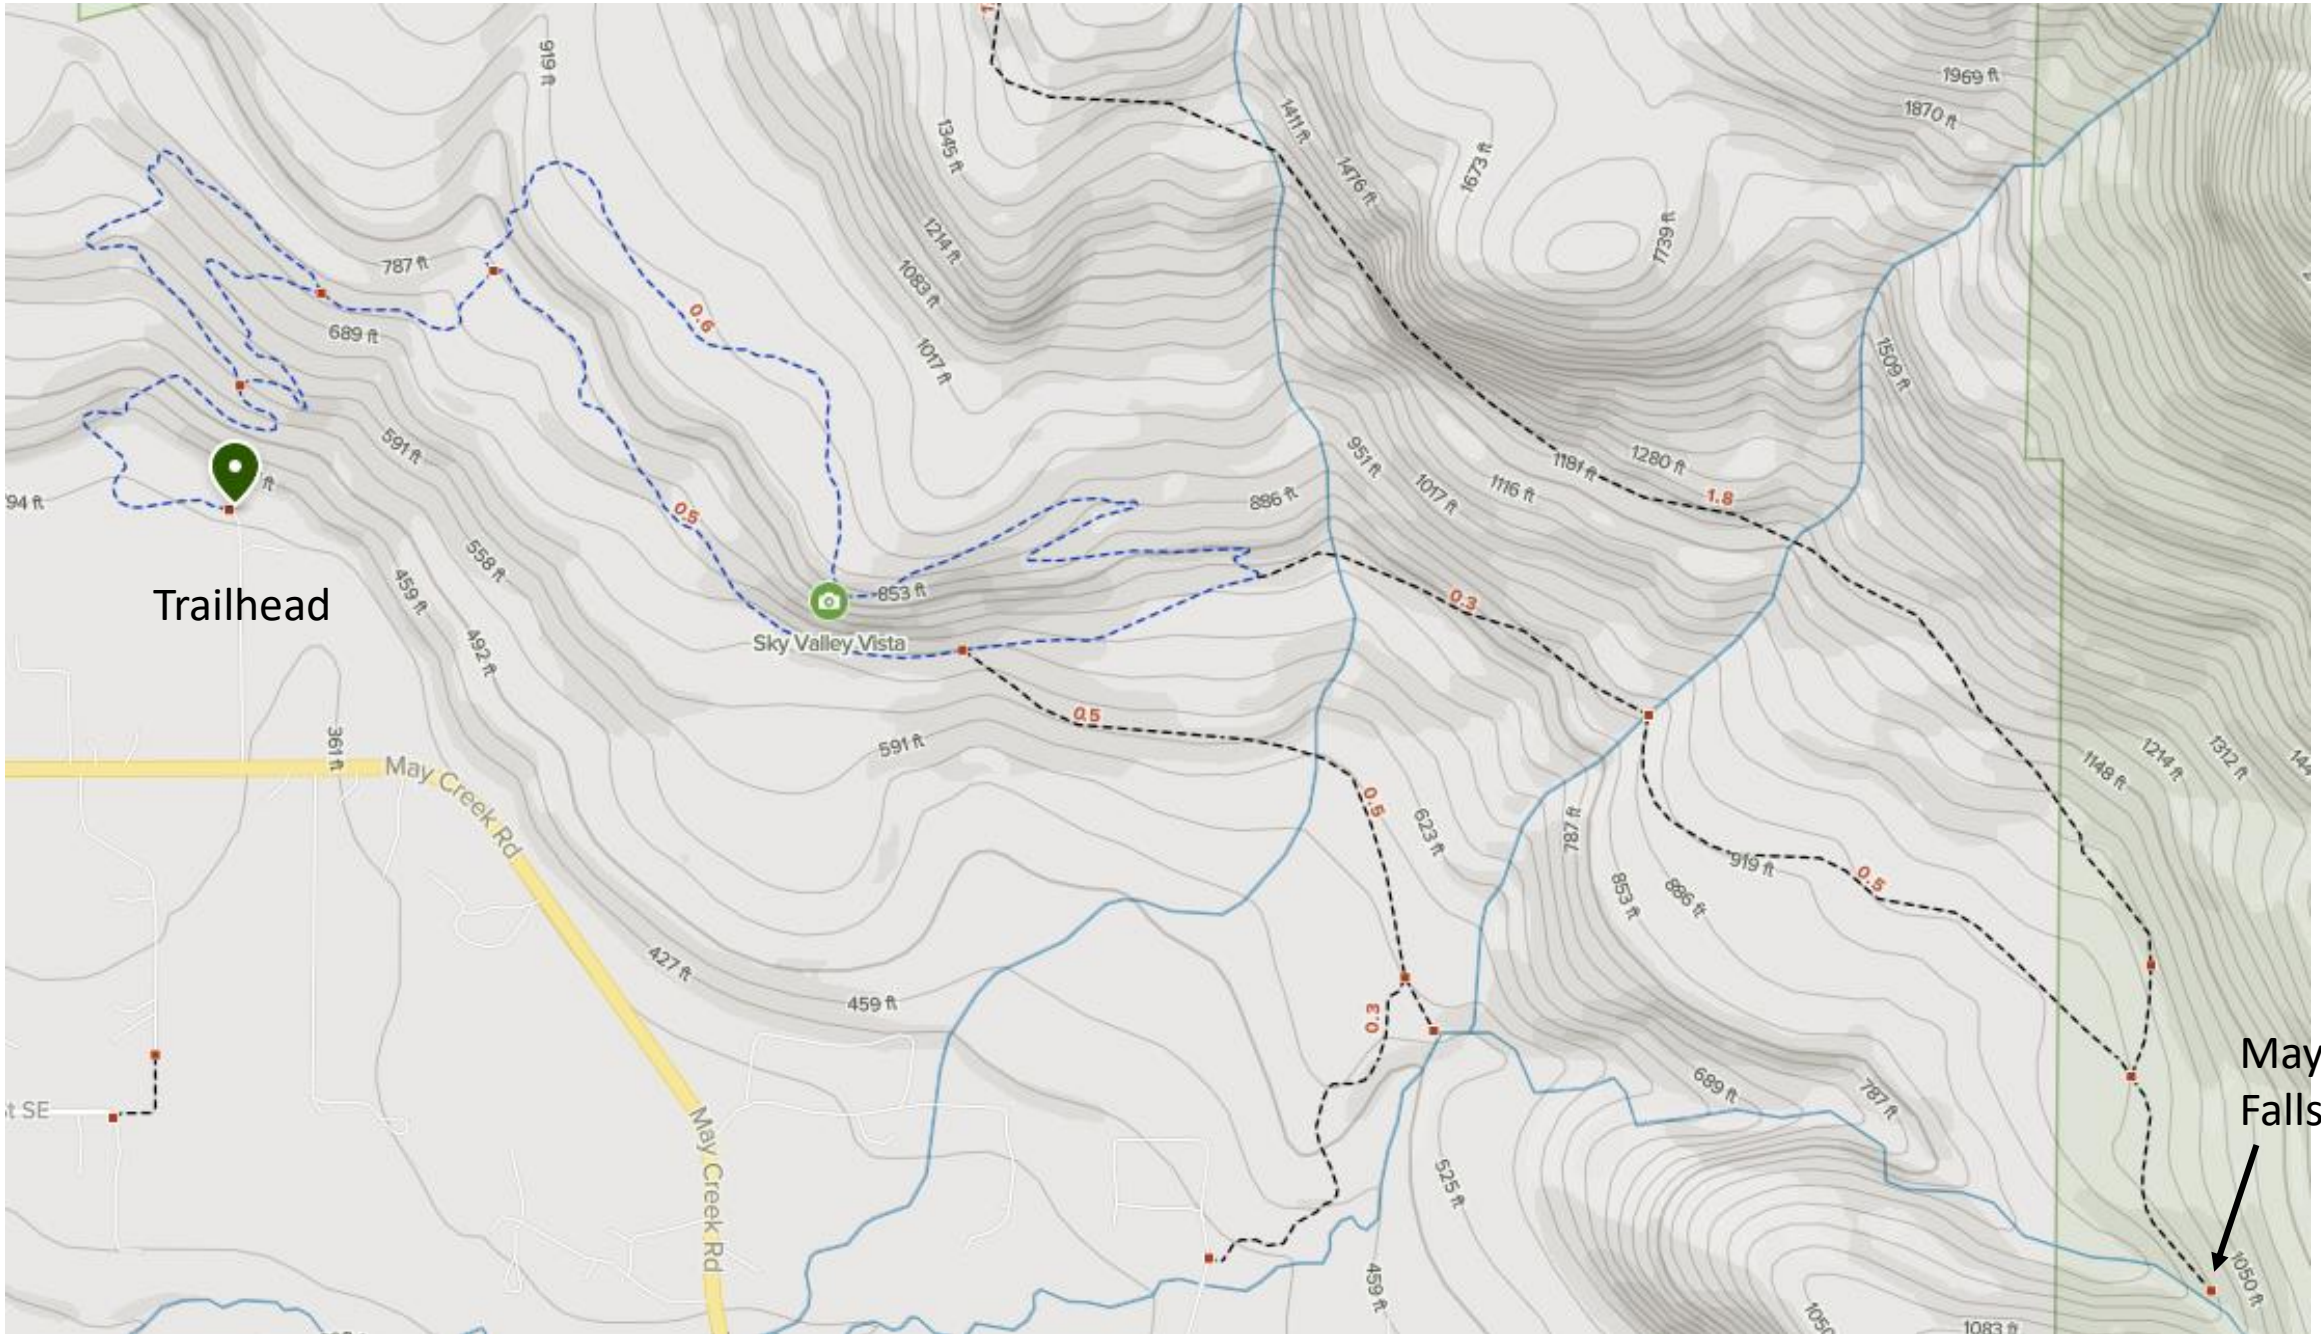 919 ft
1969 ft
1870 ft
1345 ft
1411 ft
1476 ft
1673 ft
1739 ft
1214 ft
1083 ft
787 ft
689 ft
0.6
1017 ft
1509 ft
591 ft
951 ft
1181 ft
1280 ft
1017 ft
1116 ft
886 ft
1.8
ft
94 ft
0.5
558 ft
459 ft
853 ft
Trailhead
0.3
Sky Valley Vista
492 ft
0.5
591 ft
361 ft
May Creek Rd
0.5
623 ft
787 ft
1148 ft
1214 ft
1312 ft
144
919 ft
0.5
853 ft
886 ft
427 ft
459 ft
0.3
May
Falls
689 ft
787 ft
t SE
May Creek Rd
525 ft
459 ft
1050 ft
1050
1083 ft